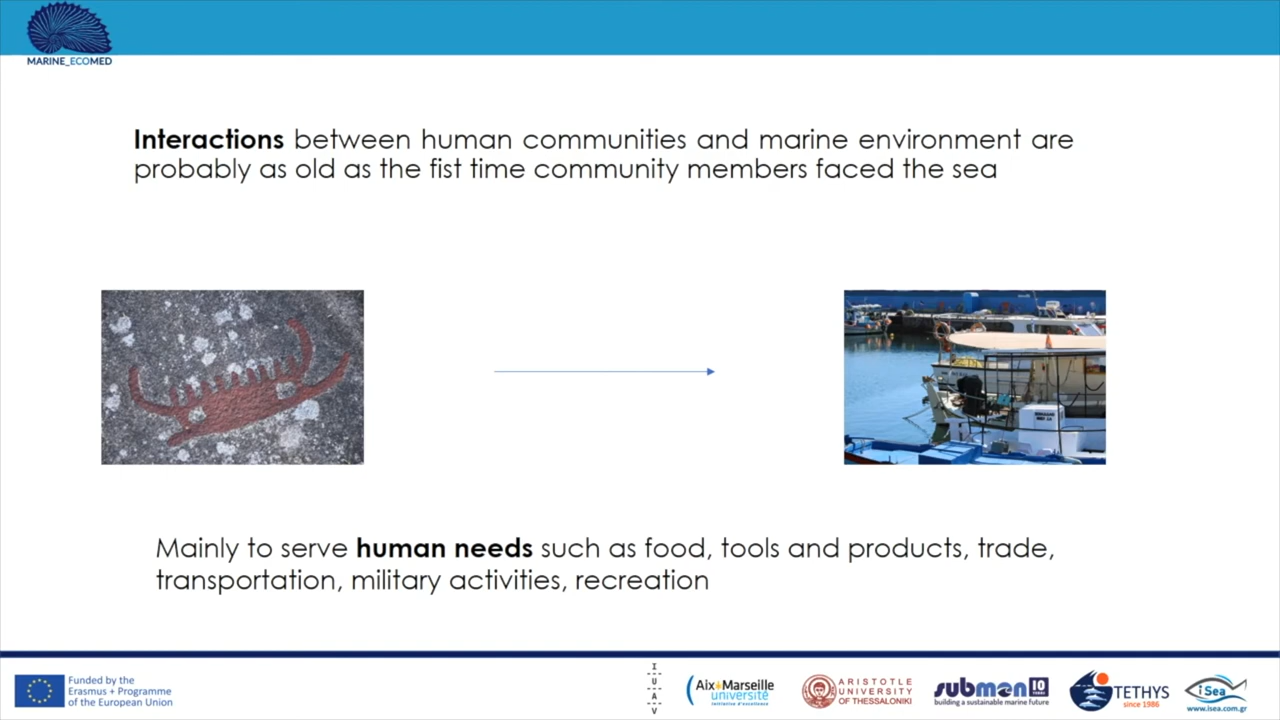 MARINE_ECOMED
Interactions between human communities and marine environment are
probably as old as the fist time community members faced the sea
Mainly to serve human needs such as food, tools and products, trade,
transportation, military activities, recreation
Funded by the
Erasmus + Programme
of the European Union
I
U
A
V
Aix Marseille
université
Initiative d'excellence
ARISTOTLE
UNIVERSITY
OF THESSALONIKI
submon 10
building a sustainable marine future
TETHYS
since 1986
iSea
www.isea.com.gr